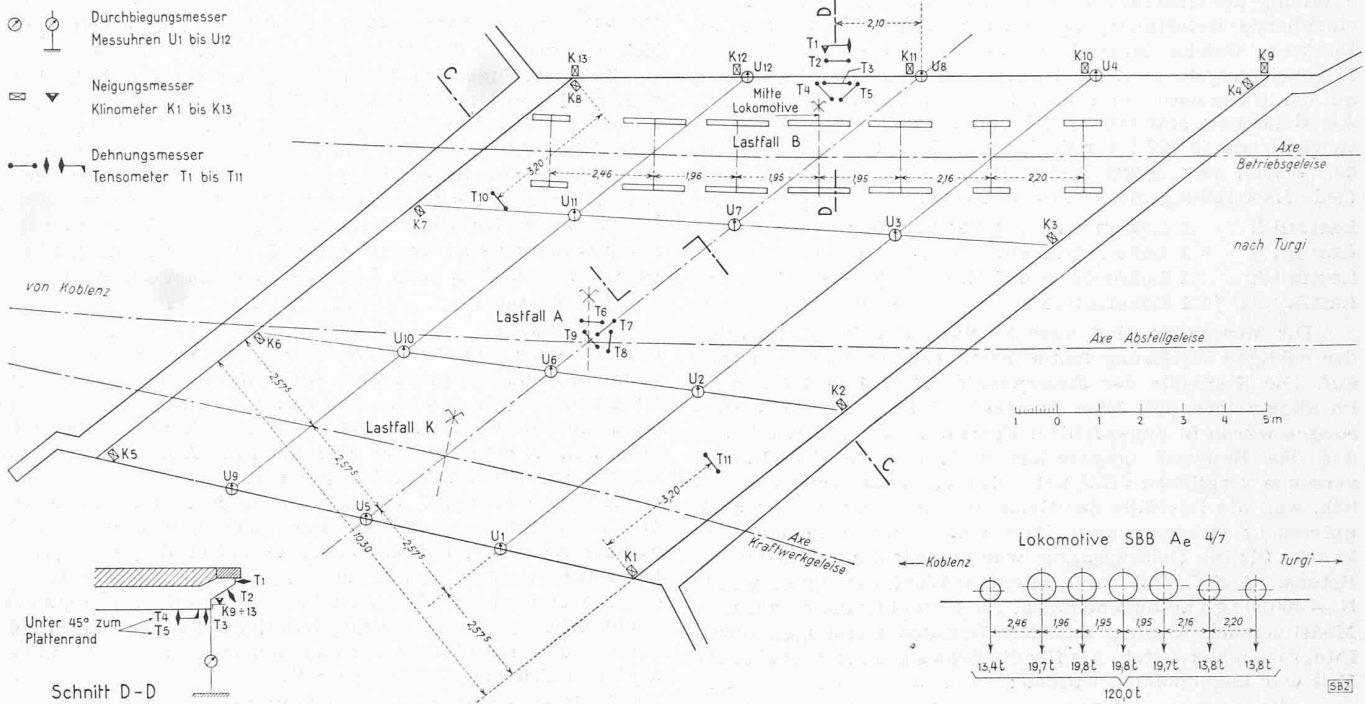 Durchbiegungsmesser
Messuhren U1 bis U12
Neigungsmesser
Klinometer K1 bis K13
Dehnungsmesser
Tensometer T1 bis T11
D
2,10
T1
T2
T3
T4
T5
K13
K8
K12
U12
K11
U8
K10
U4
K9
K4
C
Mitte
Lokomotive
Lastfall B
Axe
Betriebsgeleise
3,20
2,46
1,96
1,95
1,95
2,16
2,20
D
T10
K7
U11
U7
U3
K3
nach Turgi
von Koblenz
Lastfall A
T6
T7
T9
T8
Axe Abstellgeleise
K6
U10
U6
U2
K2
1 0 1 2 3 4 5 m
2,575
Lastfall K
T11
C
K5
U9
2,575
U5
U1
3,20
K1
Axe
Kraftwerkgeleise
10,30
2,575
2,575
T1
T2
K9÷13
T3
Unter 45° zum
Plattenrand
T4
T5
Schnitt D-D
Lokomotive SBB Ae 4/7
Koblenz
Turgi
2,46
1,96
1,95
1,95
2,16
2,20
13,4t
19,7t
19,8t
19,8t
19,7t
13,8t
13,8t
120,0t
SBZ